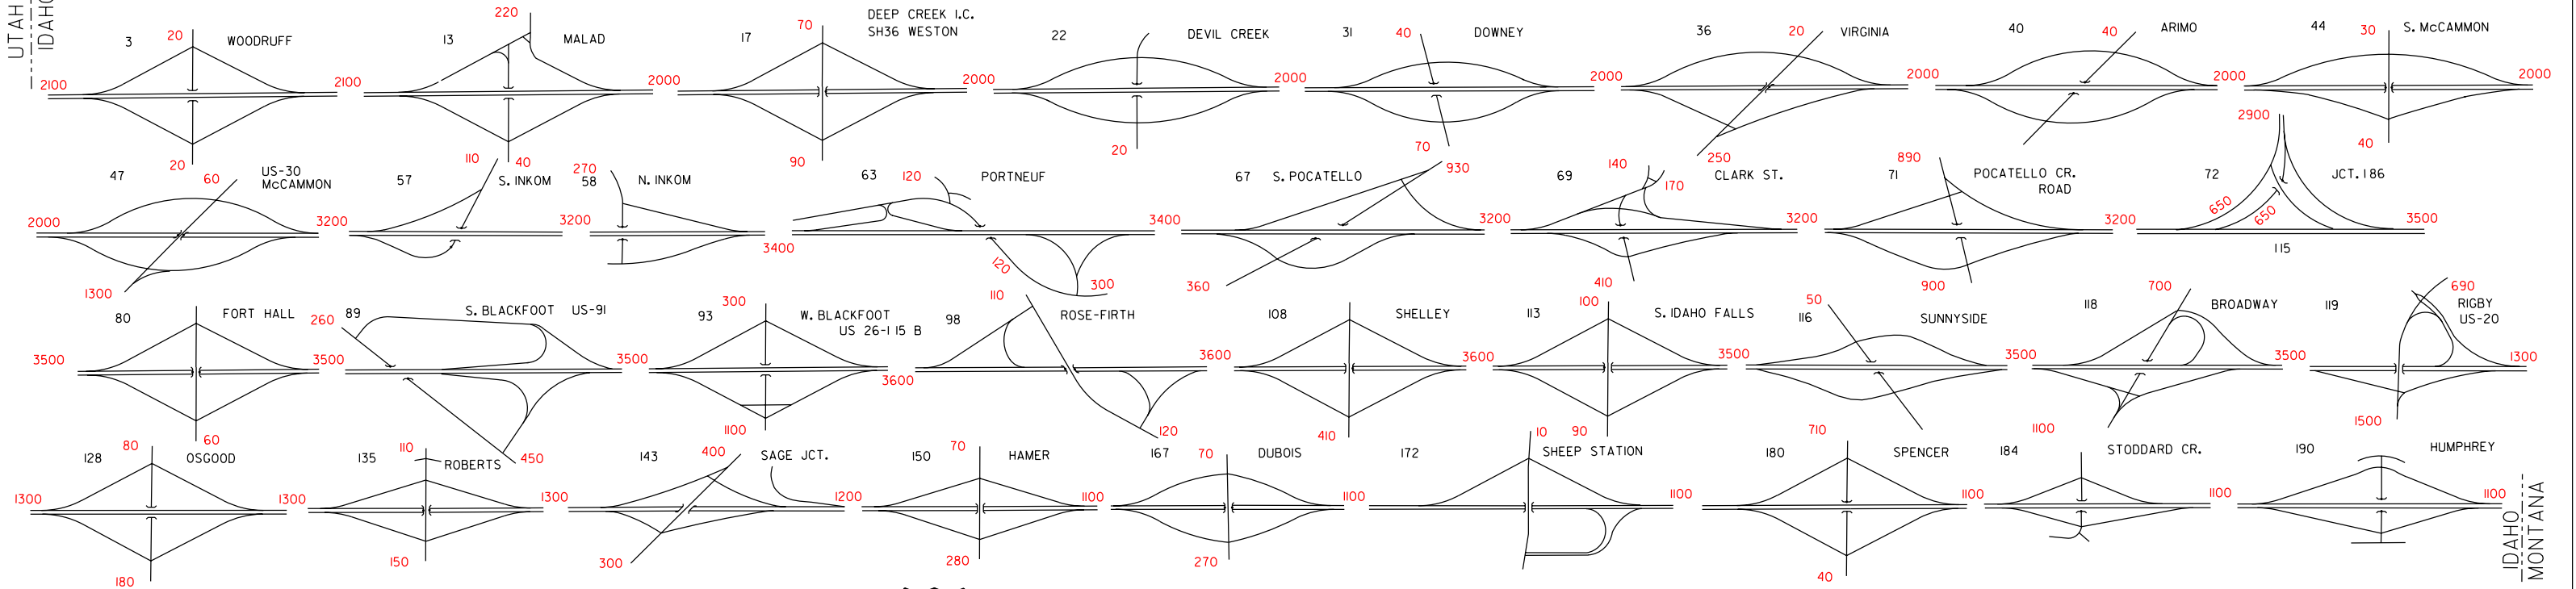 UTAH
IDAHO
3 20 WOODRUFF
2100
20
220
13 MALAD
2100
40
DEEP CREEK I.C.
SH36 WESTON
17 70
2000
90
22 DEVIL CREEK
2000
20
31 40 DOWNEY
2000
70
36 20 VIRGINIA
2000
250
40 40 ARIMO
2000
44 30 S. McCAMMON
2000 2000
40
47 60 US-30
McCAMMON
2000
1300
110
57 S. INKOM
3200
270
58 N. INKOM
3200
3400
63 120 PORTNEUF
120 300
3400
67 S. POCATELLO 930
360
3200
69 140 170 CLARK ST.
410
3200
71 890 POCATELLO CR.
ROAD
900
3200
2900
72 JCT. I86
650 650
3500
115
80 FORT HALL
3500
60
260 89 S. BLACKFOOT US-91
3500
450
300
93 W. BLACKFOOT
US 26-I 15 B
3500
1100
3600
110
98 ROSE-FIRTH
120
3600
108 SHELLEY
410
3600
100
113 S. IDAHO FALLS
90
3500
50
116 SUNNYSIDE
3500
700
118 BROADWAY
1100
3500
690
119 RIGBY
US-20
1300
1500
128 80 OSGOOD
1300
180
110
135 ROBERTS
1300
150
143 400 SAGE JCT.
1300
300
1200
70
150 HAMER
280
1100
167 70 DUBOIS
270
1100
172 10 SHEEP STATION
1100
710
180 SPENCER
40
1100
184 STODDARD CR.
1100
190 HUMPHREY
1100
IDAHO
MONTANA